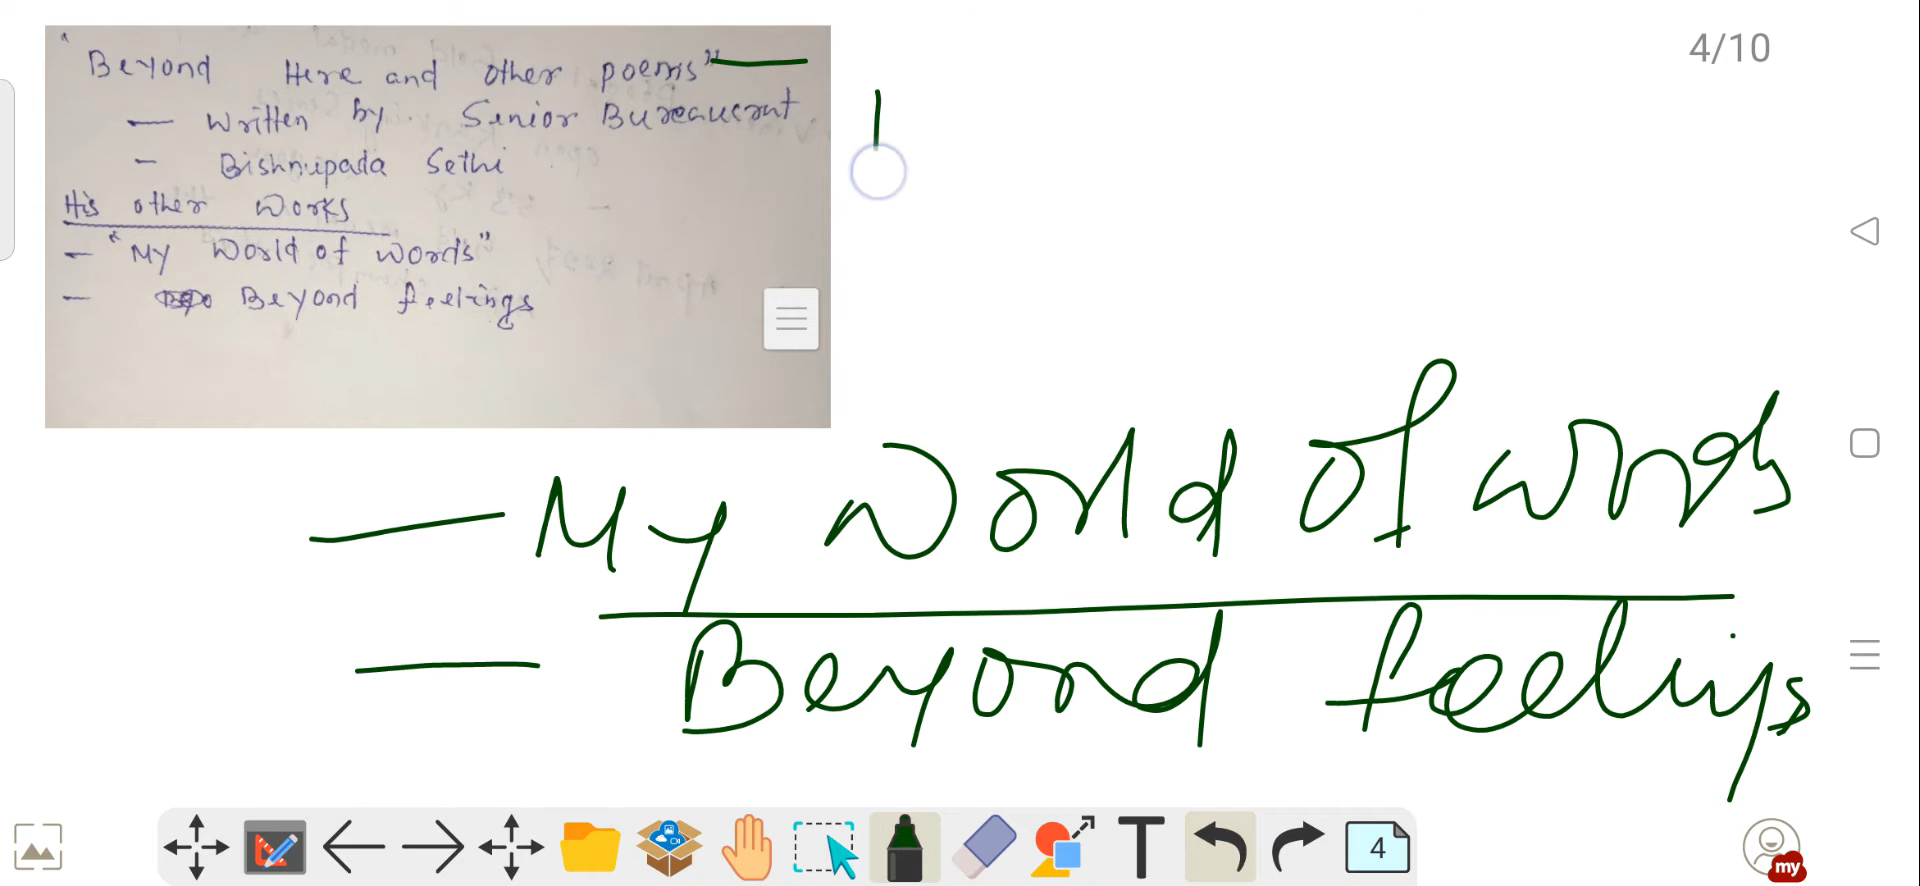 "Beyond Here and other poems"
— written by Senior Bureaucrat
— Bishnupada Sethi
His other works
— "My World of words"
— Beyond feelings
4/10
— My world of words
— Beyond feelings
T
4
my